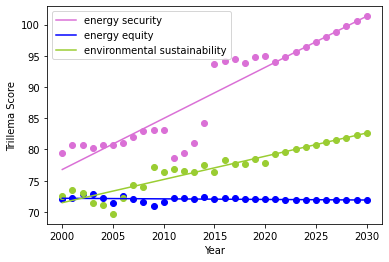 energy security
energy equity
environmental sustainability
Trillema Score
100
95
90
85
80
75
70
2000
2005
2010
2015
2020
2025
2030
Year